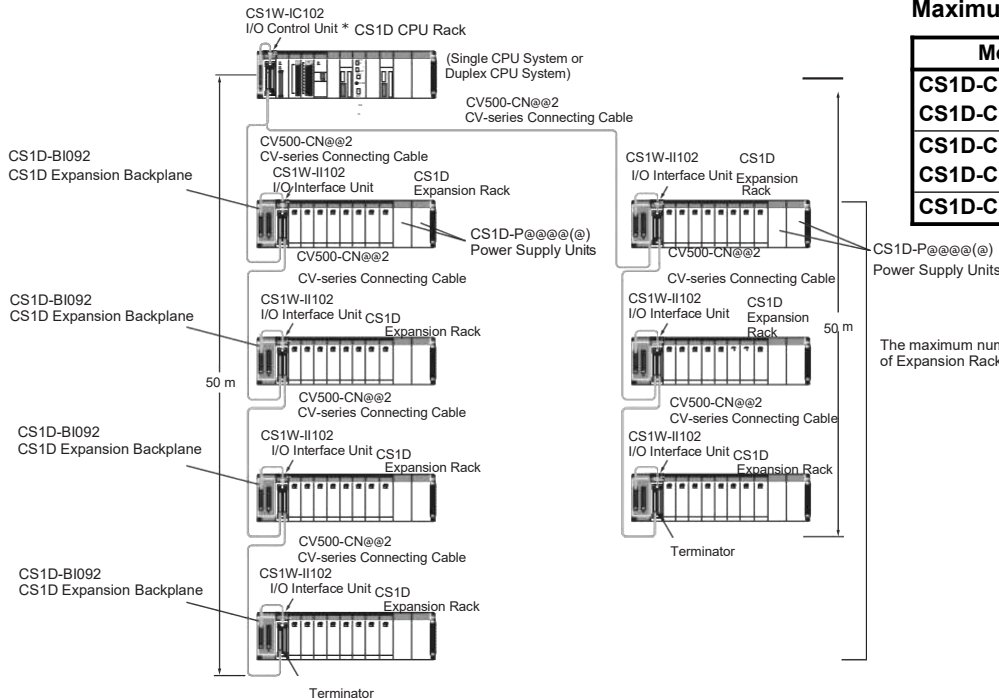 CS1W-IC102
I/O Control Unit * CS1D CPU Rack
(Single CPU System or
Duplex CPU System)
CV500-CN@@2
CV-series Connecting Cable
CV500-CN@@2
CV-series Connecting Cable
CS1D-BI092
CS1D Expansion Backplane
CS1W-II102
I/O Interface Unit
CS1D
Expansion Rack
CS1D-P@@@@(@)
Power Supply Units
CV500-CN@@2
CV-series Connecting Cable
CS1D-BI092
CS1D Expansion Backplane
CS1W-II102
I/O Interface Unit
CS1D
Expansion Rack
50 m
CV500-CN@@2
CV-series Connecting Cable
CS1D-BI092
CS1D Expansion Backplane
CS1W-II102
I/O Interface Unit
CS1D
Expansion Rack
CV500-CN@@2
CV-series Connecting Cable
CS1D-BI092
CS1D Expansion Backplane
CS1W-II102
I/O Interface Unit
CS1D
Expansion Rack
Terminator
CS1W-II102
I/O Interface Unit
CS1D
Expansion
Rack
CS1D-P@@@@(@)
Power Supply Units
CV500-CN@@2
CV-series Connecting Cable
CS1W-II102
I/O Interface Unit
CS1D
Expansion
Rack
50 m
CV500-CN@@2
CV-series Connecting Cable
CS1W-II102
I/O Interface Unit
CS1D
Expansion Rack
Terminator
The maximum num
of Expansion Rack
Maximu
Mo
CS1D-C
CS1D-C
CS1D-C
CS1D-C
CS1D-C